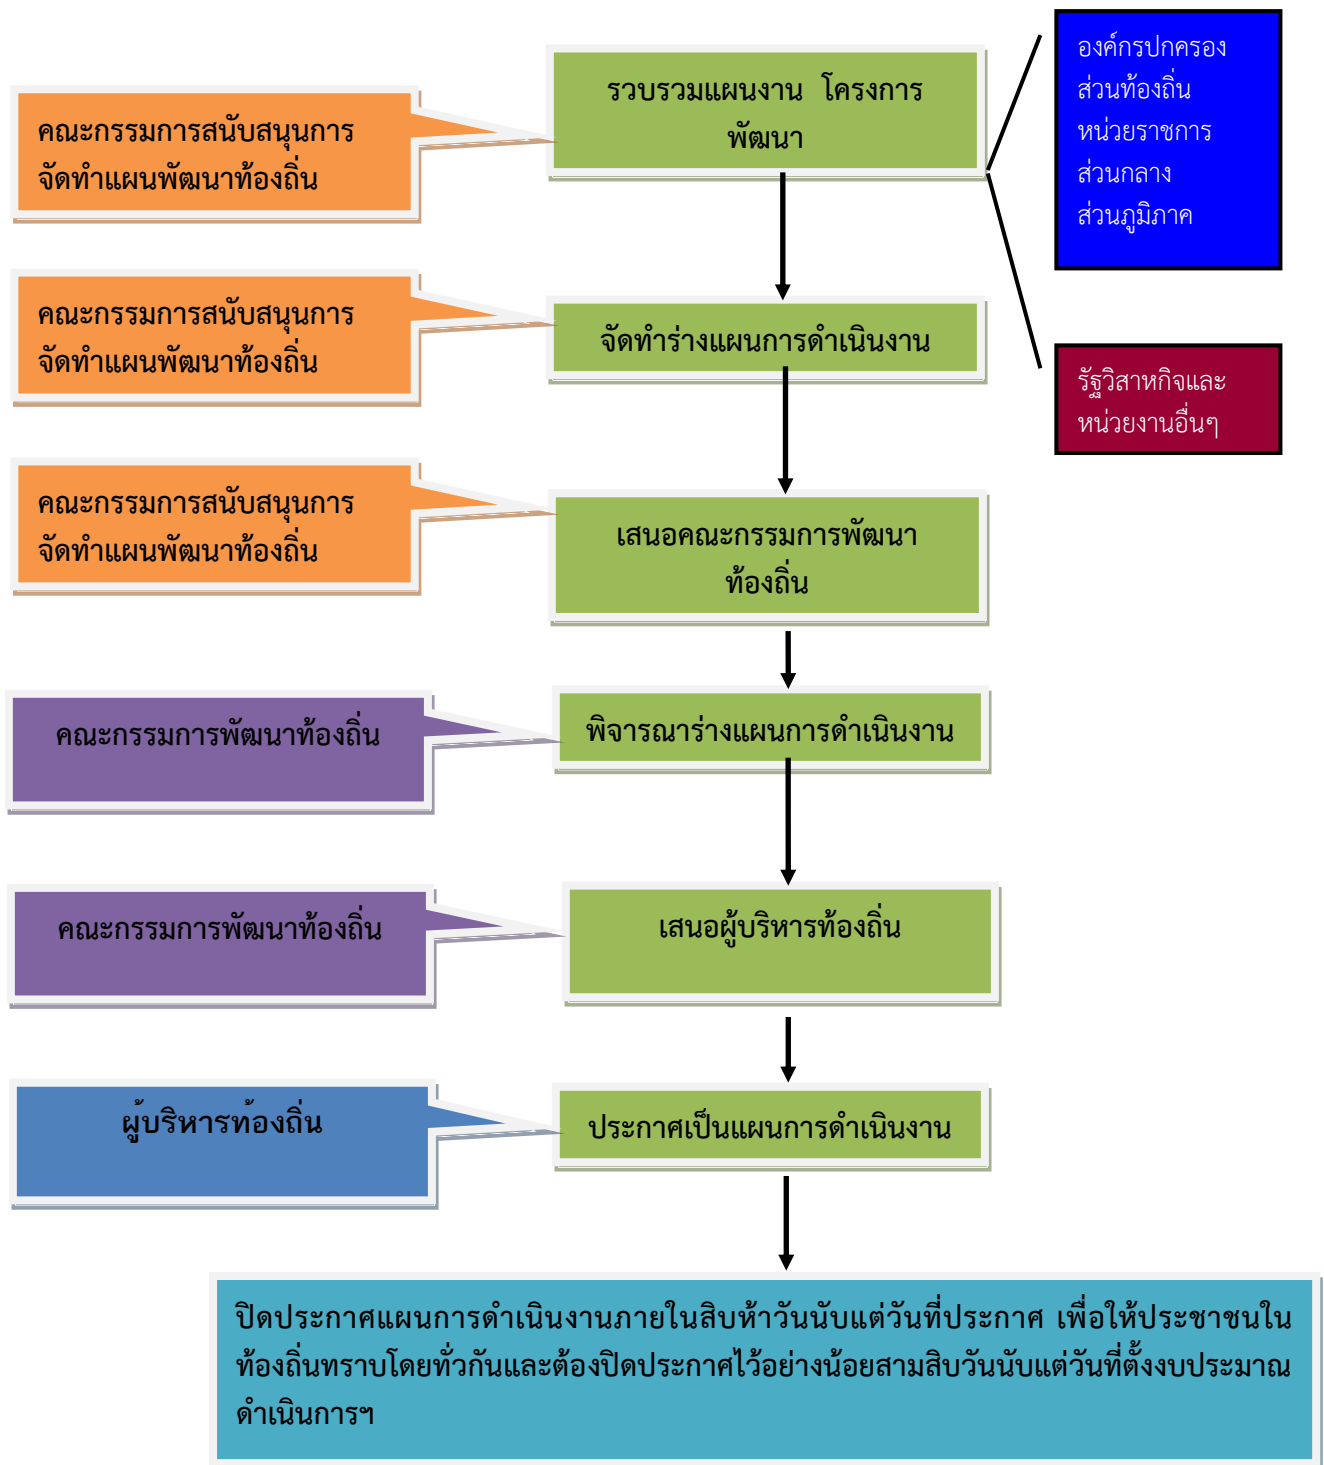 รวบรวมแผนงาน โครงการ
พัฒนา
องค์กรปกครอง
ส่วนท้องถิ่น
หน่วยราชการ
ส่วนกลาง
ส่วนภูมิภาค
คณะกรรมการสนับสนุนการ
จัดทำแผนพัฒนาท้องถิ่น
คณะกรรมการสนับสนุนการ
จัดทำแผนพัฒนาท้องถิ่น
จัดทำร่างแผนการดำเนินงาน
รัฐวิสาหกิจและ
หน่วยงานอื่นๆ
คณะกรรมการสนับสนุนการ
จัดทำแผนพัฒนาท้องถิ่น
เสนอคณะกรรมการพัฒนา
ท้องถิ่น
คณะกรรมการพัฒนาท้องถิ่น
พิจารณาร่างแผนการดำเนินงาน
คณะกรรมการพัฒนาท้องถิ่น
เสนอผู้บริหารท้องถิ่น
ผู้บริหารท้องถิ่น
ประกาศเป็นแผนการดำเนินงาน
ปิดประกาศแผนการดำเนินงานภายในสิบห้าวันนับแต่วันที่ประกาศ เพื่อให้ประชาชนใน
ท้องถิ่นทราบโดยทั่วกันและต้องปิดประกาศไว้อย่างน้อยสามสิบวันนับแต่วันที่ตั้งงบประมาณ
ดำเนินการฯ